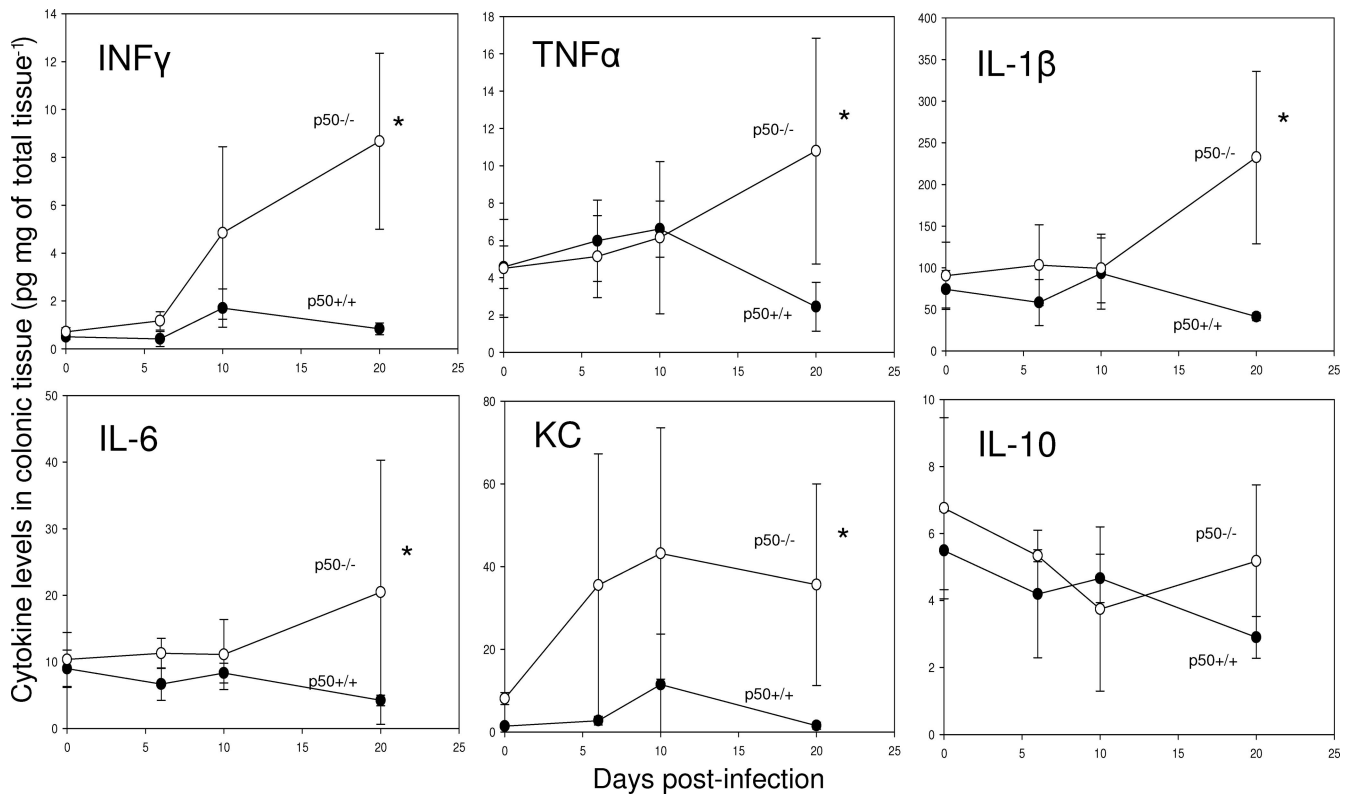 Cytokine levels in colonic tissue (pg mg of total tissue⁻¹)
INFγ
14
12
10
8
6
4
2
0
0 5 10 15 20 25
p50-/-
*
p50+/+
TNFα
18
16
14
12
10
8
6
4
2
0
0 5 10 15 20 25
p50-/-
*
p50+/+
IL-1β
400
350
300
250
200
150
100
50
0
0 5 10 15 20 25
*
p50-/-
p50+/+
IL-6
50
40
30
20
10
0
0 5 10 15 20 25
*
p50-/-
p50+/+
KC
80
60
40
20
0
0 5 10 15 20 25
p50-/-
*
p50+/+
IL-10
10
8
6
4
2
0
0 5 10 15 20 25
p50-/-
p50+/+
Days post-infection